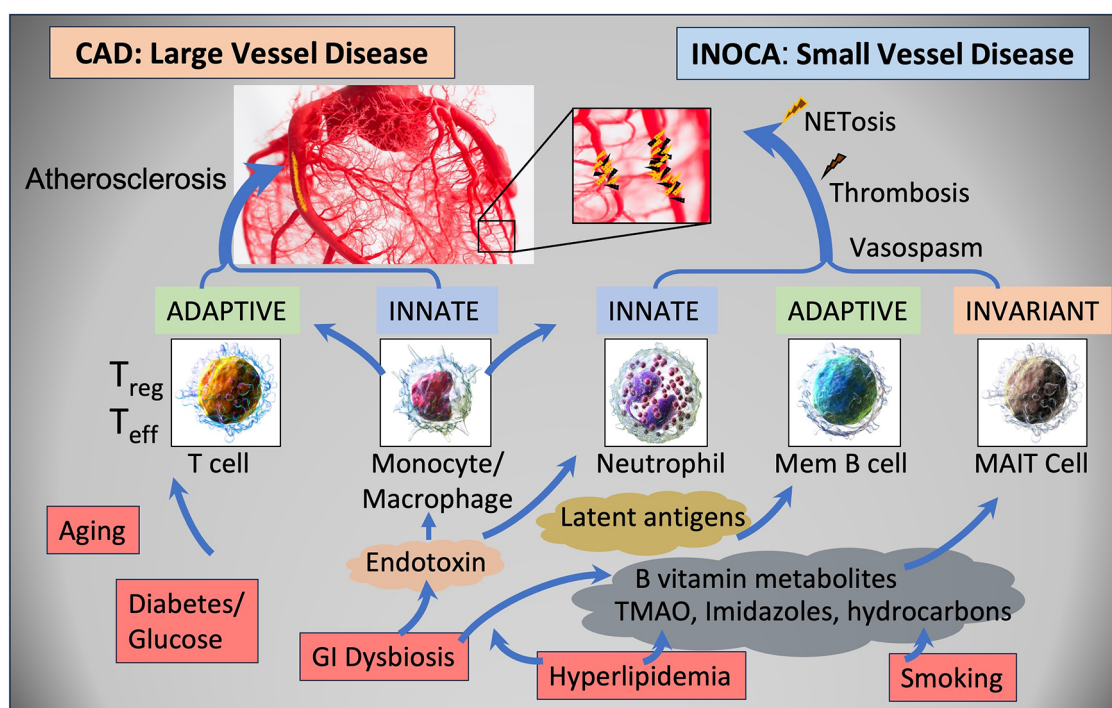 CAD: Large Vessel Disease
INOCA: Small Vessel Disease
NETosis
Atherosclerosis
Thrombosis
Vasospasm
ADAPTIVE
INNATE
INNATE
ADAPTIVE
INVARIANT
Treg
Teff
T cell
Monocyte/
Macrophage
Neutrophil
Mem B cell
MAIT Cell
Latent antigens
Aging
Endotoxin
B vitamin metabolites
TMAO, Imidazoles, hydrocarbons
Diabetes/
Glucose
GI Dysbiosis
Hyperlipidemia
Smoking